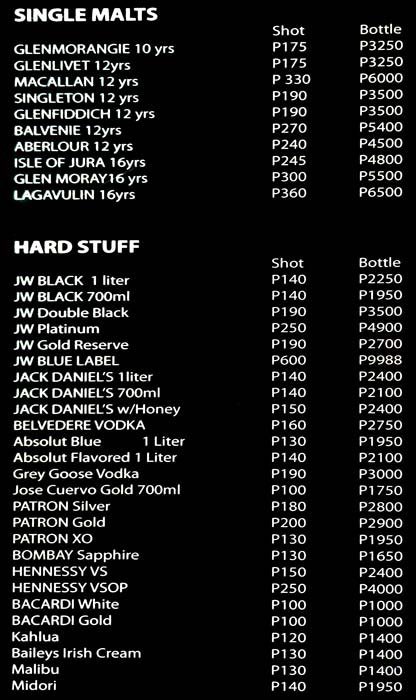 SINGLE MALTS
Shot Bottle
GLENMORANGIE 10 yrs P175 P3250
GLENLIVET 12yrs P175 P3250
MACALLAN 12 yrs P 330 P6000
SINGLETON 12 yrs P190 P3500
GLENFIDDICH 12 yrs P190 P3500
BALVENIE 12yrs P270 P5400
ABERLOUR 12 yrs P240 P4500
ISLE OF JURA 16yrs P245 P4800
GLEN MORAY16 yrs P300 P5500
LAGAVULIN 16yrs P360 P6500
HARD STUFF
Shot Bottle
JW BLACK 1 liter P140 P2250
JW BLACK 700ml P140 P1950
JW Double Black P190 P3500
JW Platinum P250 P4900
JW Gold Reserve P190 P2700
JW BLUE LABEL P600 P9988
JACK DANIEL'S 1liter P140 P2400
JACK DANIEL'S 700ml P140 P2100
JACK DANIEL'S w/Honey P150 P2400
BELVEDERE VODKA P160 P2750
Absolut Blue 1 Liter P130 P1950
Absolut Flavored 1 Liter P140 P2100
Grey Goose Vodka P190 P3000
Jose Cuervo Gold 700ml P100 P1750
PATRON Silver P180 P2800
PATRON Gold P200 P2900
PATRON XO P130 P1950
BOMBAY Sapphire P130 P1650
HENNESSY VS P150 P2400
HENNESSY VSOP P250 P4000
BACARDI White P100 P1000
BACARDI Gold P100 P1000
Kahlua P120 P1400
Baileys Irish Cream P130 P1400
Malibu P130 P1400
Midori P140 P1950